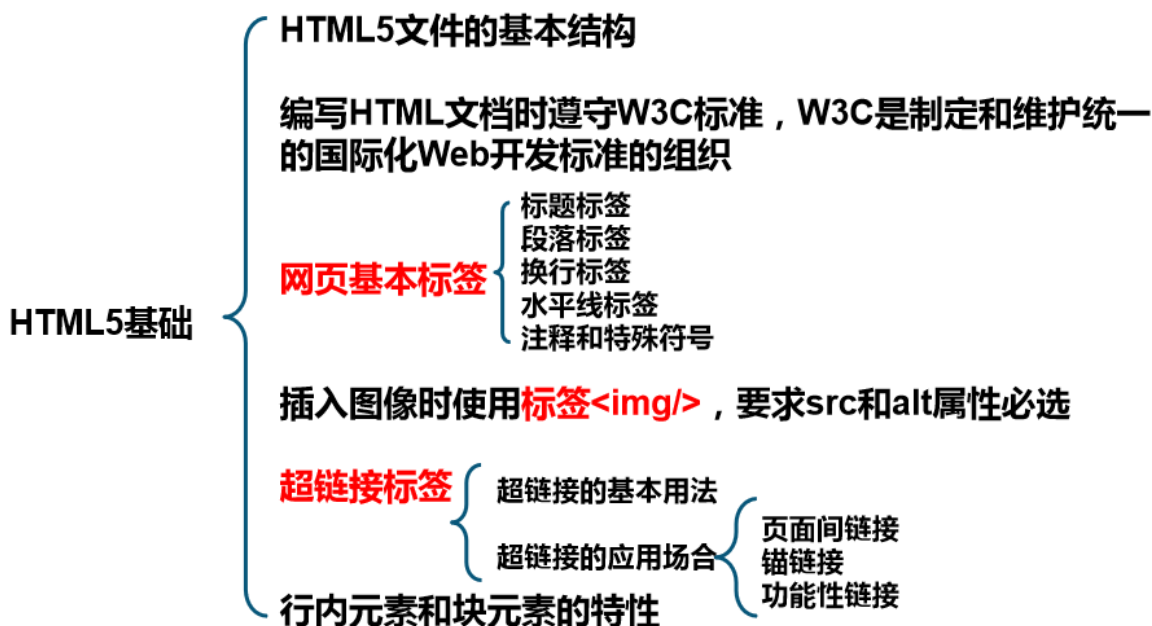 HTML5文件的基本结构
编写HTML文档时遵守W3C标准，W3C是制定和维护统一
的国际化Web开发标准的组织
标题标签
段落标签
网页基本标签
换行标签
水平线标签
HTML5基础
注释和特殊符号
插入图像时使用标签<img/>，要求src和alt属性必选
超链接标签
超链接的基本用法
页面间链接
超链接的应用场合
锚链接
功能性链接
行内元素和块元素的特性